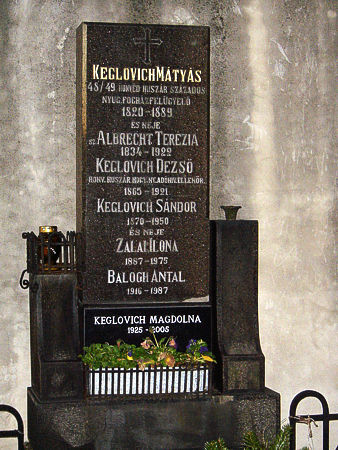 KEGLOVICH MÁTYÁS
48/49 HONVÉD HUSZÁR SZÁZADOS
NYUG. FOGHÁZFELÜGYELŐ
1820-1889
ÉS NEJE
SZ. ALBRECHT TERÉZIA
1834-1922
KEGLOVICH DEZSŐ
HONV. HUSZÁR
1865-1921
KEGLOVICH SÁNDOR
1870-1950
ÉS NEJE
ZALAI ILONA
1887-1975
BALOGH ANTAL
1916-1987
KEGLOVICH MAGDOLNA
1925-2005